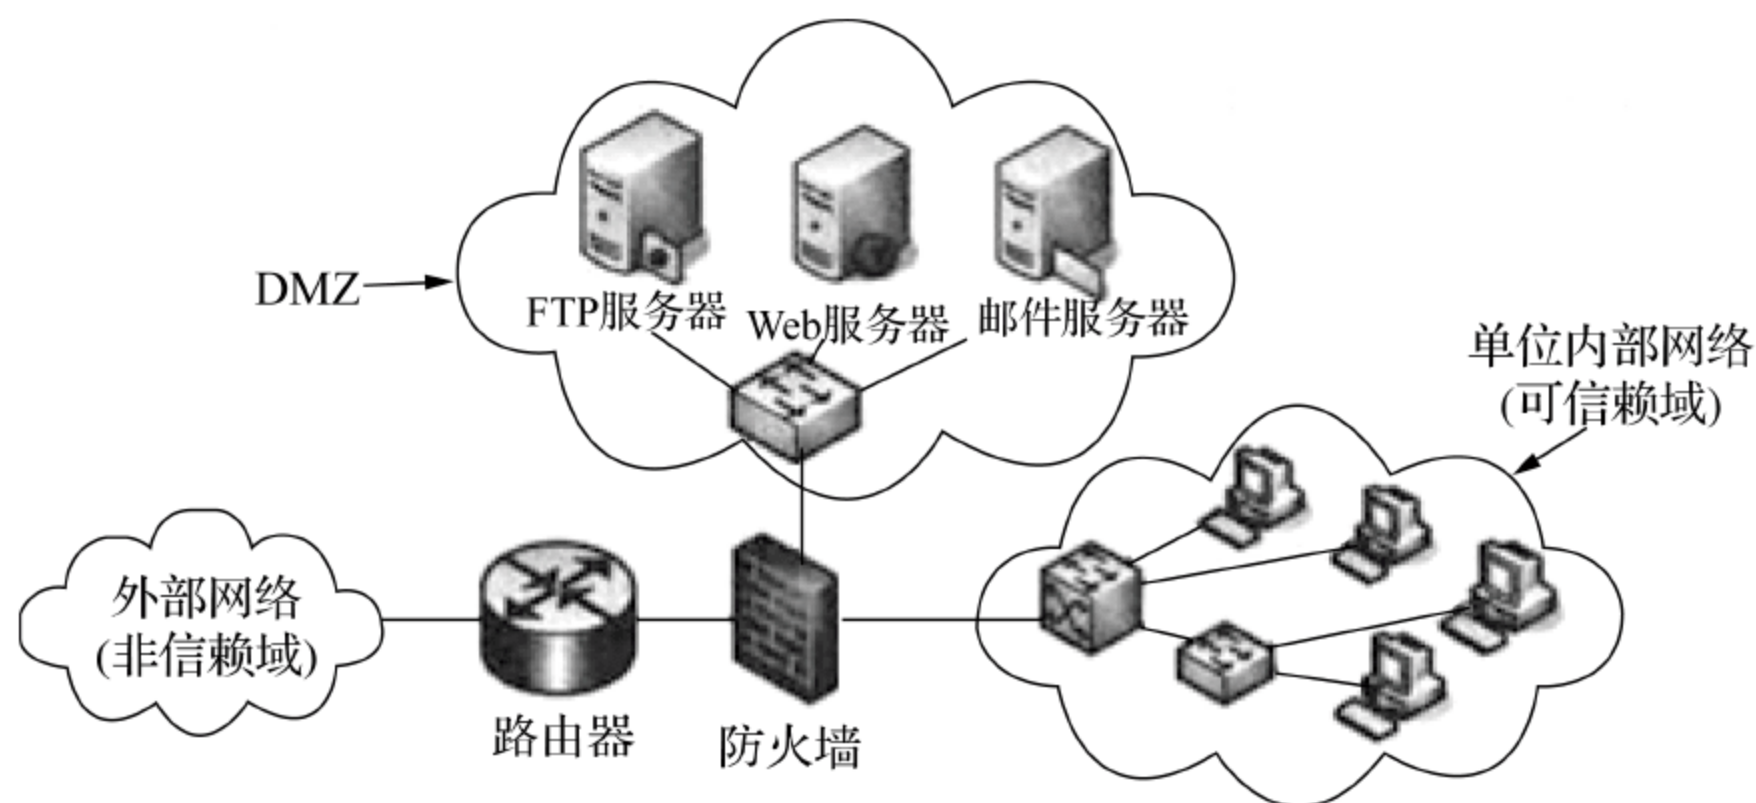 DMZ
FTP服务器
Web服务器
邮件服务器
单位内部网络
(可信赖域)
外部网络
(非信赖域)
路由器
防火墙